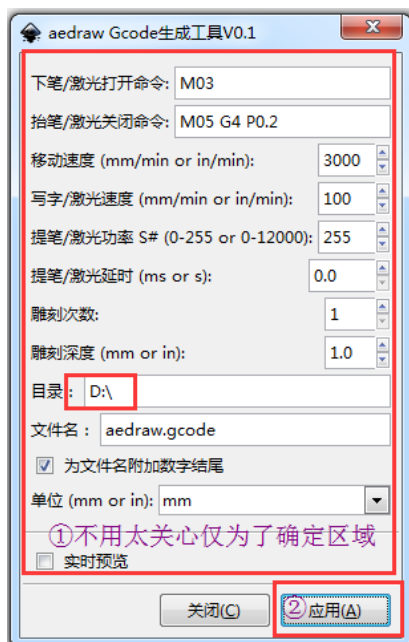 aedraw Gcode生成工具V0.1
下笔/激光打开命令: M03
抬笔/激光关闭命令: M05 G4 P0.2
移动速度 (mm/min or in/min): 3000
写字/激光速度 (mm/min or in/min): 100
提笔/激光功率 S# (0-255 or 0-12000): 255
提笔/激光延时 (ms or s): 0.0
雕刻次数: 1
雕刻深度 (mm or in): 1.0
目录： D:\
文件名： aedraw.gcode
为文件名附加数字结尾
单位 (mm or in): mm
①不用太关心仅为了确定区域
实时预览
关闭(C) ②应用(A)